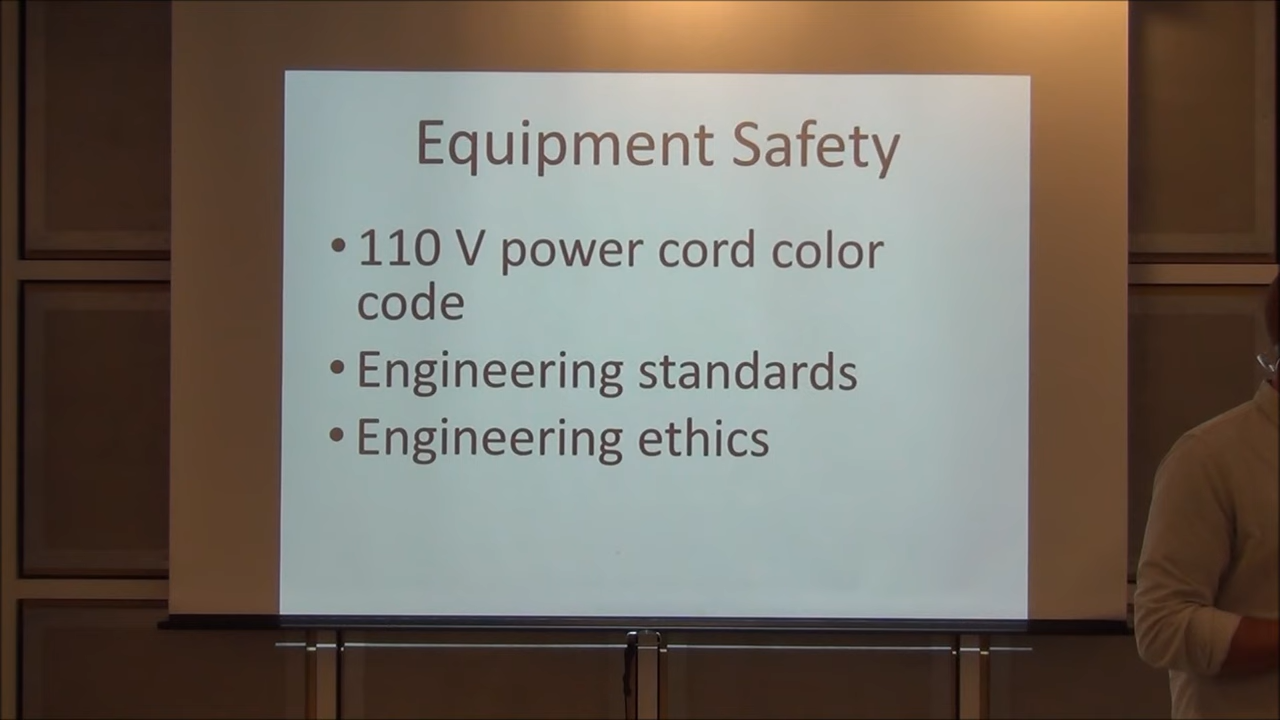 Equipment Safety
• 110 V power cord color
code
• Engineering standards
• Engineering ethics